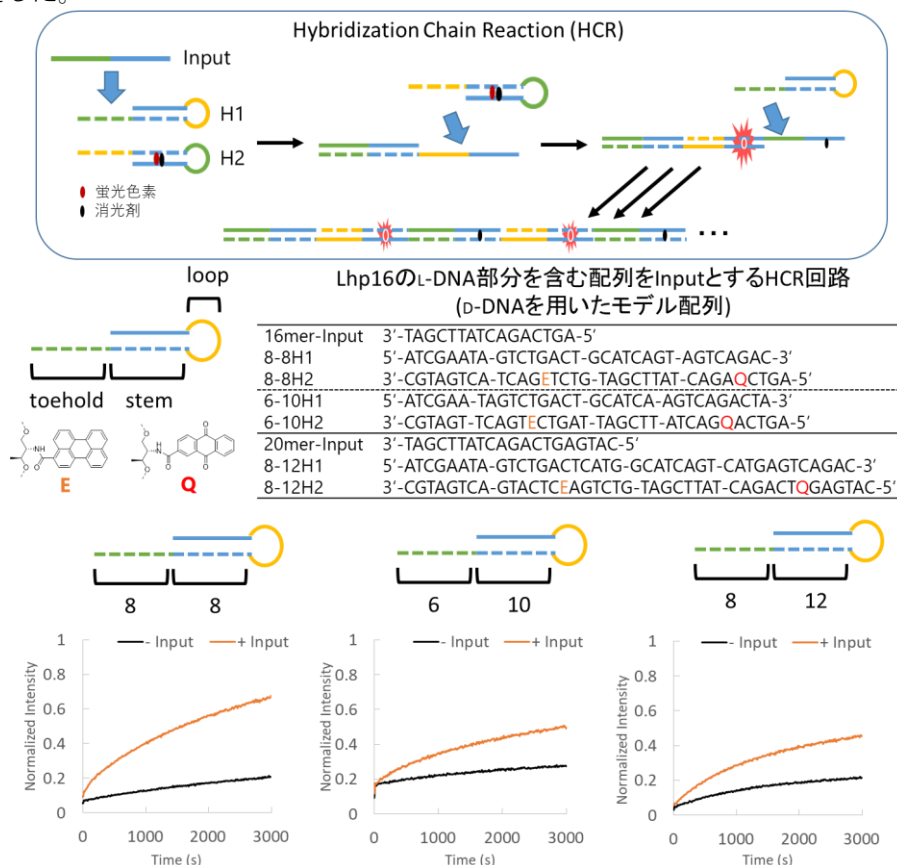 した。
Hybridization Chain Reaction (HCR)
Input
H1
H2
蛍光色素
消光剤
...
loop
toehold
stem
E
Q
Lhp16のL-DNA部分を含む配列をInputとするHCR回路
(D-DNAを用いたモデル配列)
16mer-Input 3'-TAGCTTATCAGACTGA-5'
8-8H1 5'-ATCGAATA-GTCTGACT-GCATCAGT-AGTCAGAC-3'
8-8H2 3'-CGTAGTCA-TCAGETCTG-TAGCTTAT-CAGAQCTGA-5'
6-10H1 5'-ATCGAA-TAGTCTGACT-GCATCA-AGTCAGACTA-3'
6-10H2 3'-CGTAGT-TCAGTECTGAT-TAGCTT-ATCAGQACTGA-5'
20mer-Input 3'-TAGCTTATCAGACTGAGTAC-5'
8-12H1 5'-ATCGAATA-GTCTGACTCATG-GCATCAGT-CATGAGTCAGAC-3'
8-12H2 3'-CGTAGTCA-GTACTCEAGTCTG-TAGCTTAT-CAGACTQGAGTAC-5'
8 8
6 10
8 12
- Input + Input
Normalized Intensity
1
0.8
0.6
0.4
0.2
0
0 1000 2000 3000
Time (s)
- Input + Input
Normalized Intensity
1
0.8
0.6
0.4
0.2
0
0 1000 2000 3000
Time (s)
- Input + Input
Normalized Intensity
1
0.8
0.6
0.4
0.2
0
0 1000 2000 3000
Time (s)